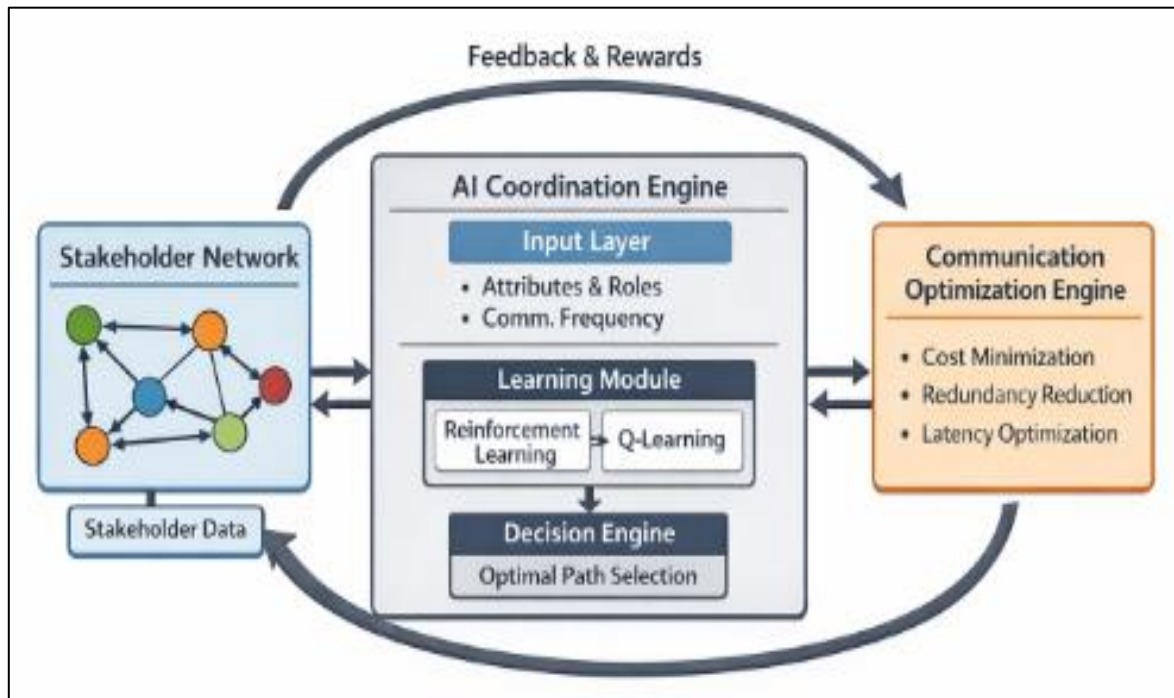 Feedback & Rewards
Stakeholder Network
Stakeholder Data
AI Coordination Engine
Input Layer
• Attributes & Roles
• Comm. Frequency
Learning Module
Reinforcement
Learning
Q-Learning
Decision Engine
Optimal Path Selection
Communication
Optimization Engine
• Cost Minimization
• Redundancy Reduction
• Latency Optimization